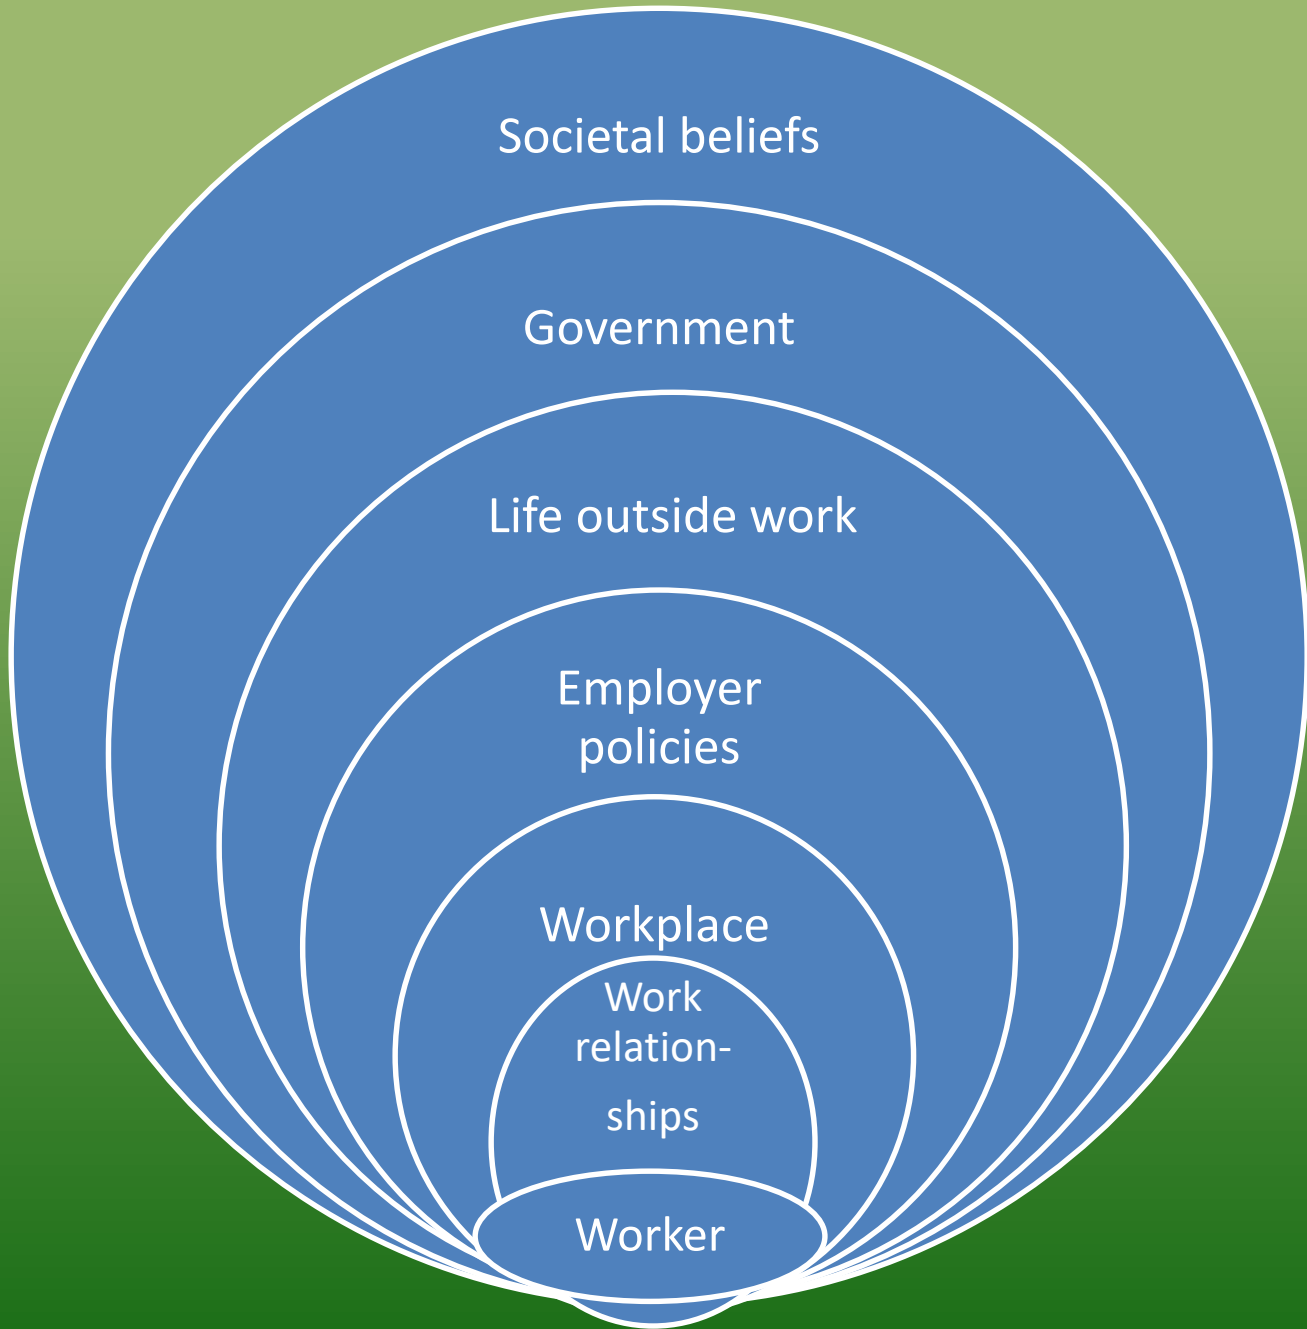 Societal beliefs
Government
Life outside work
Employer
policies
Workplace
Work
relation-
ships
Worker